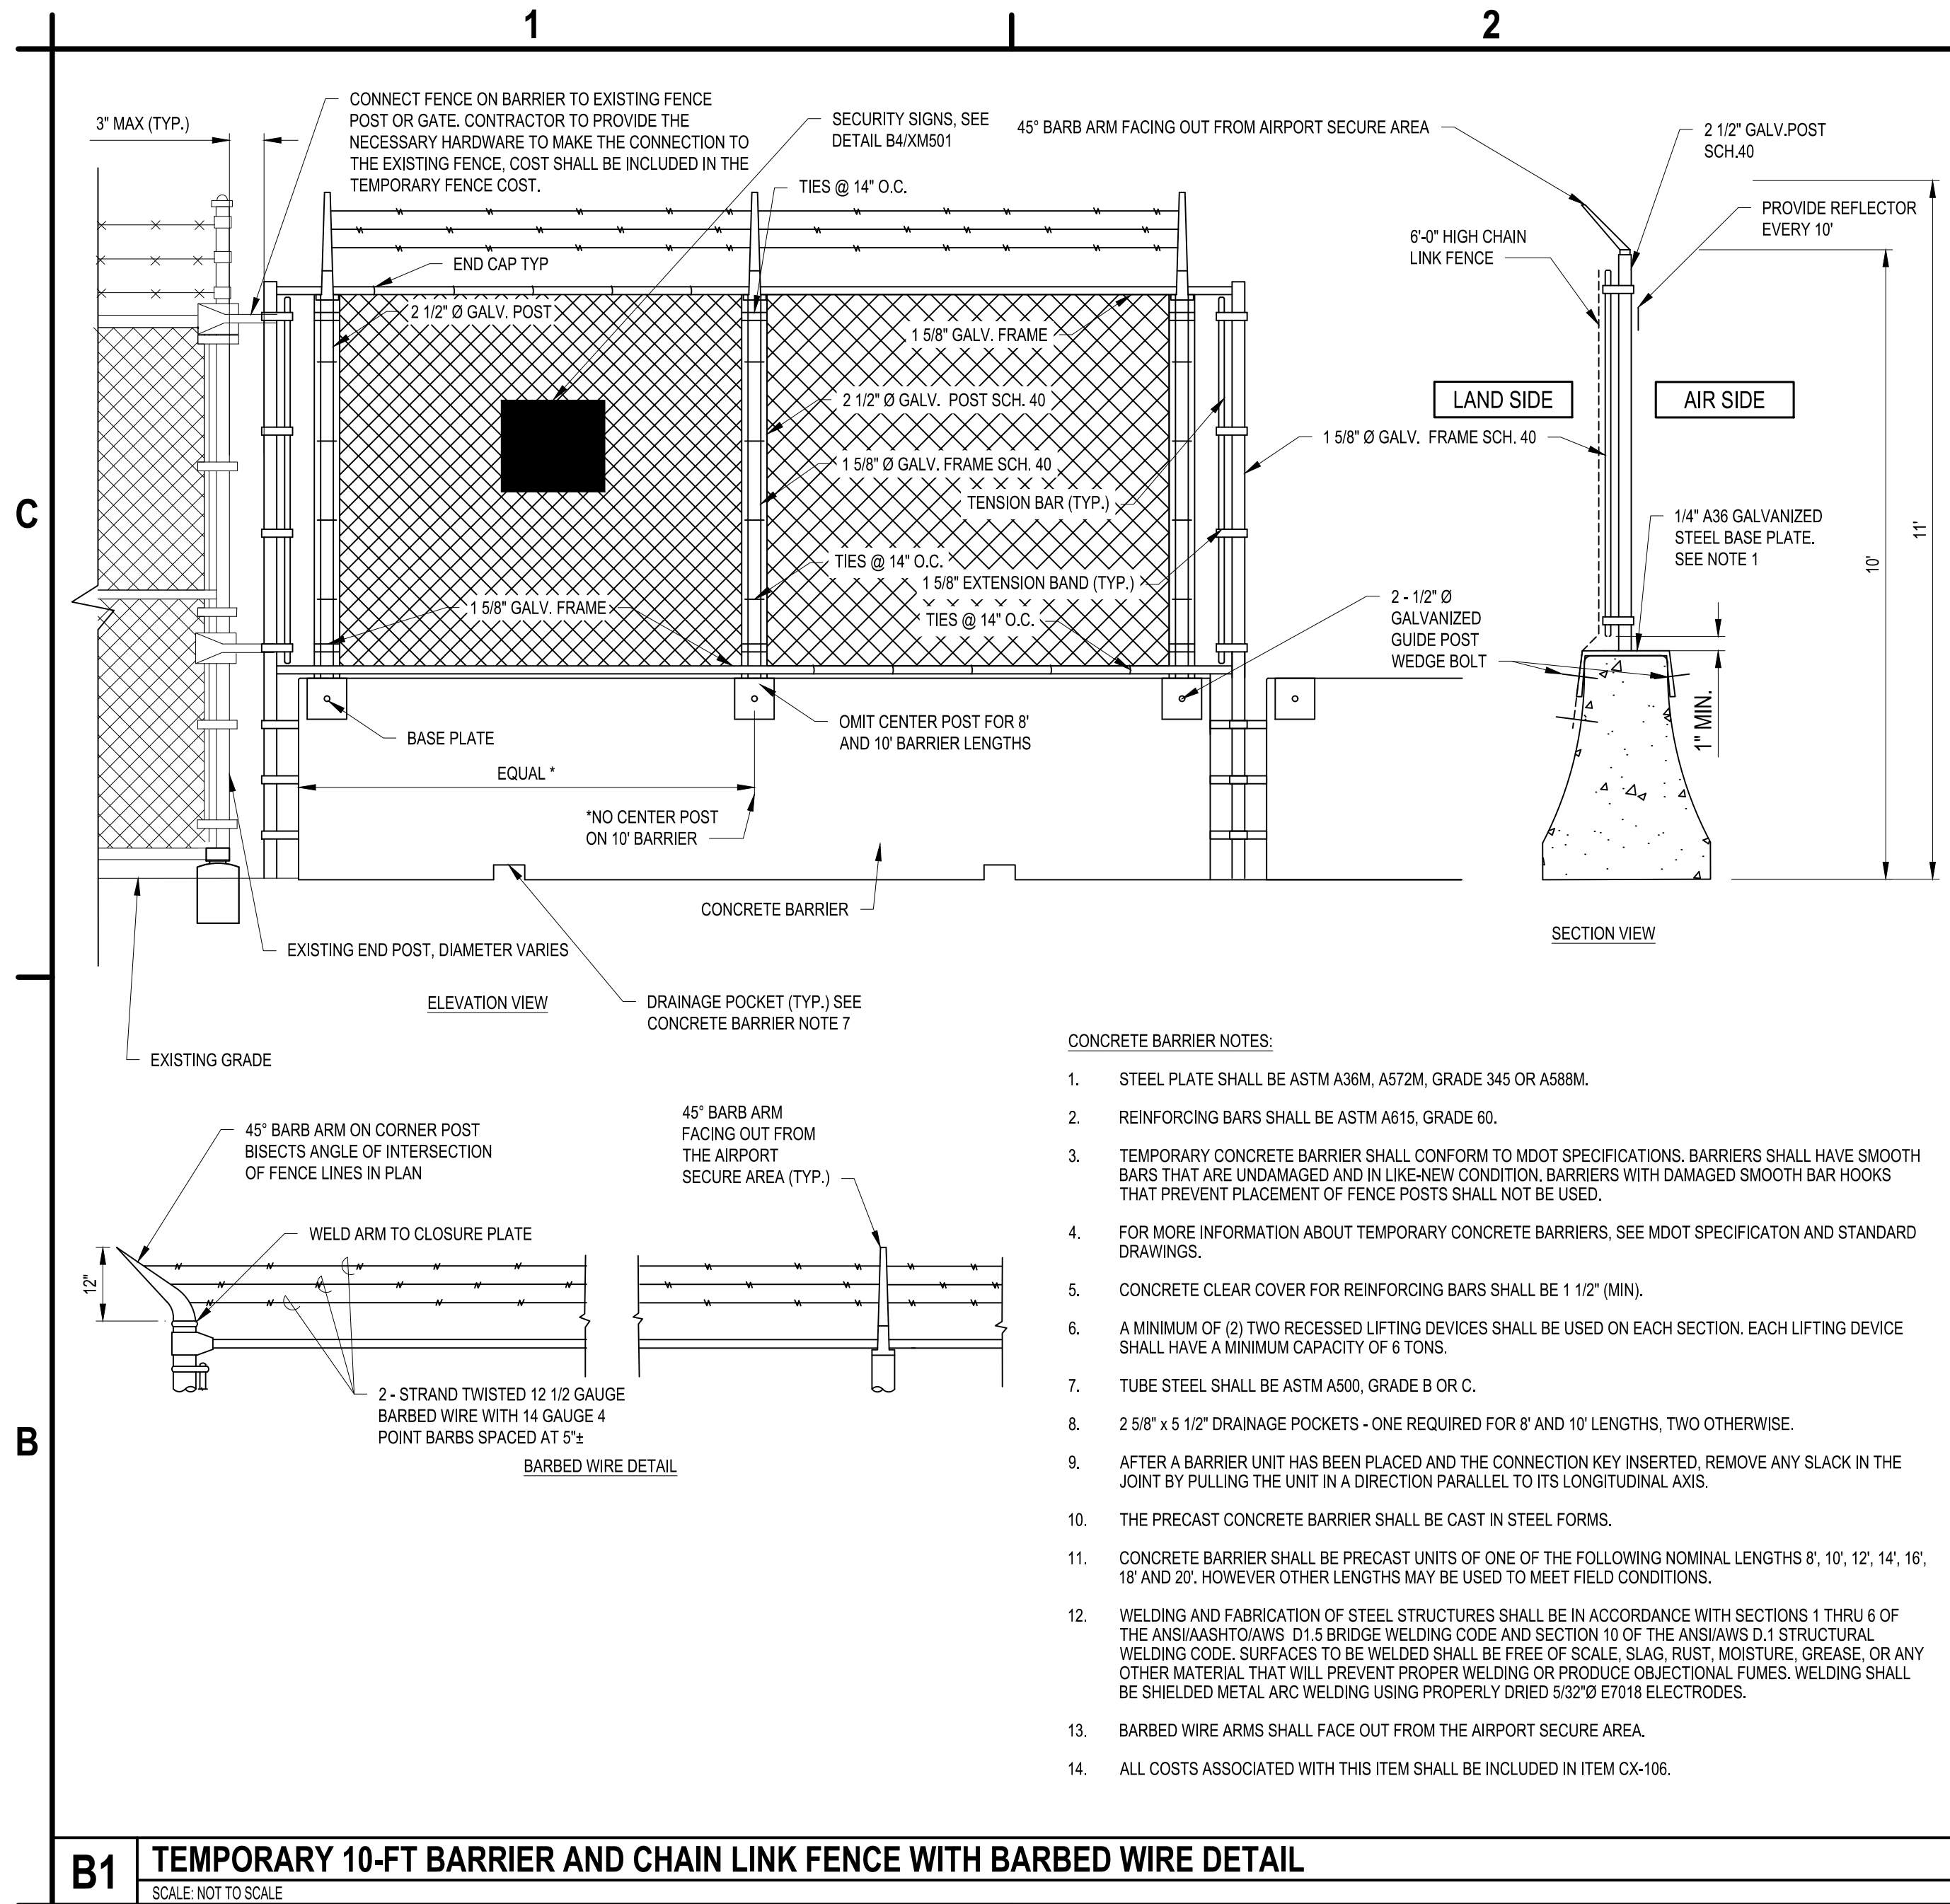 1
2
C
B
3" MAX (TYP.)
CONNECT FENCE ON BARRIER TO EXISTING FENCE
POST OR GATE. CONTRACTOR TO PROVIDE THE
NECESSARY HARDWARE TO MAKE THE CONNECTION TO
THE EXISTING FENCE, COST SHALL BE INCLUDED IN THE
TEMPORARY FENCE COST.
SECURITY SIGNS, SEE
DETAIL B4/XM501
TIES @ 14" O.C.
END CAP TYP
2 1/2" Ø GALV. POST
1 5/8" GALV. FRAME
2 1/2" Ø GALV.  POST SCH. 40
1 5/8" Ø GALV. FRAME SCH. 40
TENSION BAR (TYP.)
TIES @ 14" O.C.
1 5/8" EXTENSION BAND (TYP.)
1 5/8" GALV. FRAME
TIES @ 14" O.C.
BASE PLATE
OMIT CENTER POST FOR 8'
AND 10' BARRIER LENGTHS
EQUAL *
*NO CENTER POST
ON 10' BARRIER
CONCRETE BARRIER
EXISTING END POST, DIAMETER VARIES
ELEVATION VIEW
DRAINAGE POCKET (TYP.) SEE
CONCRETE BARRIER NOTE 7
EXISTING GRADE
45° BARB ARM FACING OUT FROM AIRPORT SECURE AREA
2 1/2" GALV.POST
SCH.40
PROVIDE REFLECTOR
EVERY 10'
6'-0" HIGH CHAIN
LINK FENCE
LAND SIDE
AIR SIDE
1 5/8" Ø GALV.  FRAME SCH. 40
1/4" A36 GALVANIZED
STEEL BASE PLATE.
SEE NOTE 1
10'
11'
2 - 1/2" Ø
GALVANIZED
GUIDE POST
WEDGE BOLT
1" MIN.
SECTION VIEW
45° BARB ARM ON CORNER POST
BISECTS ANGLE OF INTERSECTION
OF FENCE LINES IN PLAN
45° BARB ARM
FACING OUT FROM
THE AIRPORT
SECURE AREA (TYP.)
WELD ARM TO CLOSURE PLATE
12"
2 - STRAND TWISTED 12 1/2 GAUGE
BARBED WIRE WITH 14 GAUGE 4
POINT BARBS SPACED AT 5"±
BARBED WIRE DETAIL
CONCRETE BARRIER NOTES:
1. STEEL PLATE SHALL BE ASTM A36M, A572M, GRADE 345 OR A588M.
2. REINFORCING BARS SHALL BE ASTM A615, GRADE 60.
3. TEMPORARY CONCRETE BARRIER SHALL CONFORM TO MDOT SPECIFICATIONS. BARRIERS SHALL HAVE SMOOTH
BARS THAT ARE UNDAMAGED AND IN LIKE-NEW CONDITION. BARRIERS WITH DAMAGED SMOOTH BAR HOOKS
THAT PREVENT PLACEMENT OF FENCE POSTS SHALL NOT BE USED.
4. FOR MORE INFORMATION ABOUT TEMPORARY CONCRETE BARRIERS, SEE MDOT SPECIFICATON AND STANDARD
DRAWINGS.
5. CONCRETE CLEAR COVER FOR REINFORCING BARS SHALL BE 1 1/2" (MIN).
6. A MINIMUM OF (2) TWO RECESSED LIFTING DEVICES SHALL BE USED ON EACH SECTION. EACH LIFTING DEVICE
SHALL HAVE A MINIMUM CAPACITY OF 6 TONS.
7. TUBE STEEL SHALL BE ASTM A500, GRADE B OR C.
8. 2 5/8" x 5 1/2" DRAINAGE POCKETS - ONE REQUIRED FOR 8' AND 10' LENGTHS, TWO OTHERWISE.
9. AFTER A BARRIER UNIT HAS BEEN PLACED AND THE CONNECTION KEY INSERTED, REMOVE ANY SLACK IN THE
JOINT BY PULLING THE UNIT IN A DIRECTION PARALLEL TO ITS LONGITUDINAL AXIS.
10. THE PRECAST CONCRETE BARRIER SHALL BE CAST IN STEEL FORMS.
11. CONCRETE BARRIER SHALL BE PRECAST UNITS OF ONE OF THE FOLLOWING NOMINAL LENGTHS 8', 10', 12', 14', 16',
18' AND 20'. HOWEVER OTHER LENGTHS MAY BE USED TO MEET FIELD CONDITIONS.
12. WELDING AND FABRICATION OF STEEL STRUCTURES SHALL BE IN ACCORDANCE WITH SECTIONS 1 THRU 6 OF
THE ANSI/AASHTO/AWS  D1.5 BRIDGE WELDING CODE AND SECTION 10 OF THE ANSI/AWS D.1 STRUCTURAL
WELDING CODE. SURFACES TO BE WELDED SHALL BE FREE OF SCALE, SLAG, RUST, MOISTURE, GREASE, OR ANY
OTHER MATERIAL THAT WILL PREVENT PROPER WELDING OR PRODUCE OBJECTIONAL FUMES. WELDING SHALL
BE SHIELDED METAL ARC WELDING USING PROPERLY DRIED 5/32"Ø E7018 ELECTRODES.
13. BARBED WIRE ARMS SHALL FACE OUT FROM THE AIRPORT SECURE AREA.
14. ALL COSTS ASSOCIATED WITH THIS ITEM SHALL BE INCLUDED IN ITEM CX-106.
B1
TEMPORARY 10-FT BARRIER AND CHAIN LINK FENCE WITH BARBED WIRE DETAIL
SCALE: NOT TO SCALE